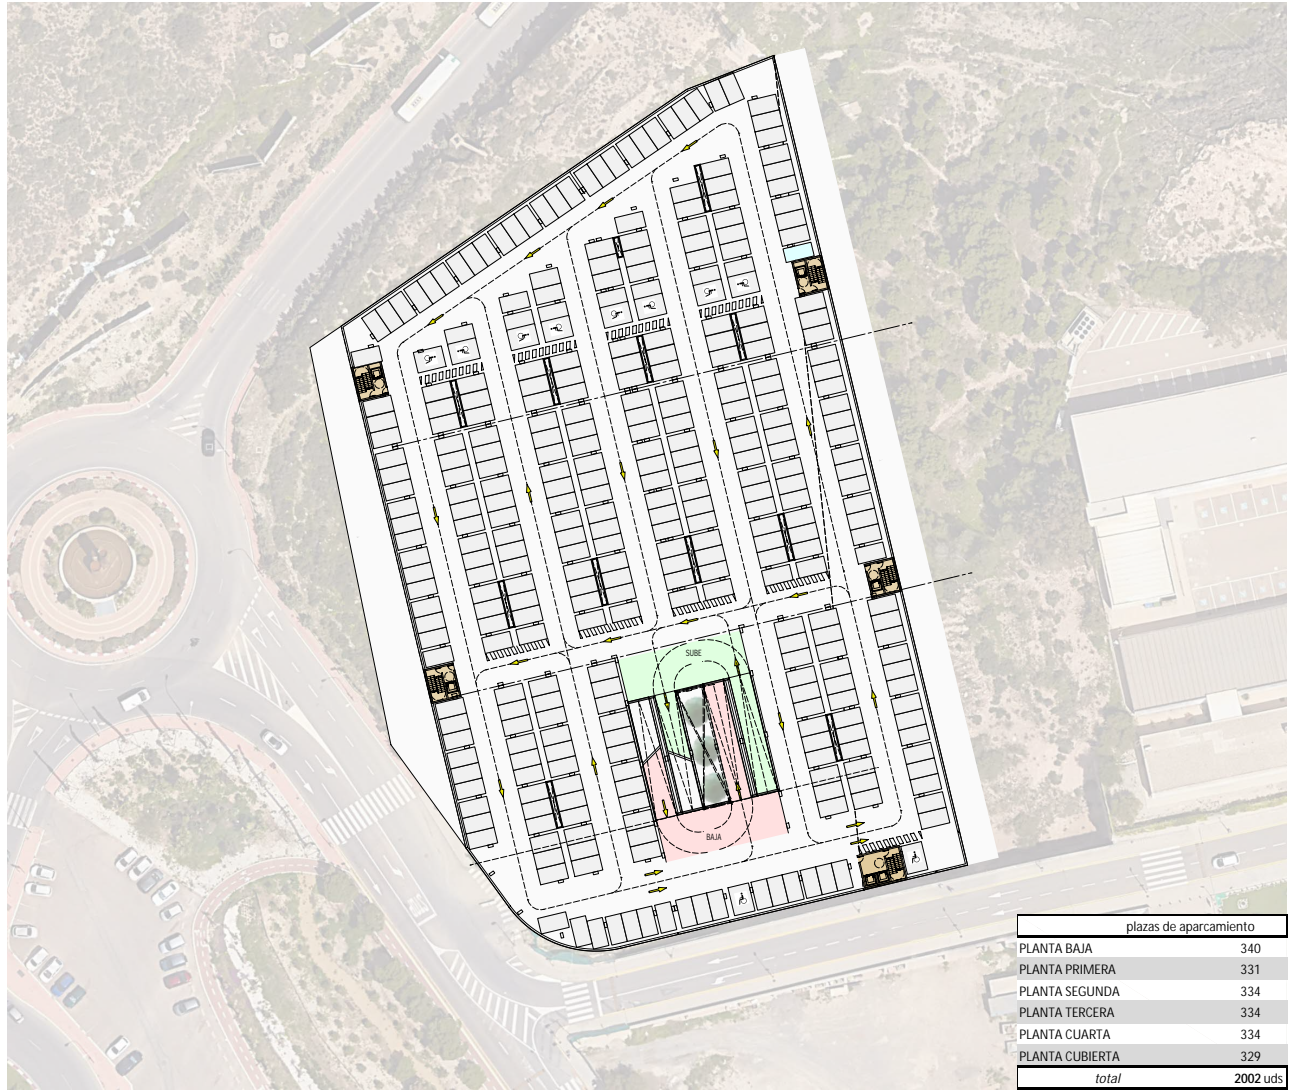 SUBE
BAJA
plazas de aparcamiento
PLANTA BAJA 340
PLANTA PRIMERA 331
PLANTA SEGUNDA 334
PLANTA TERCERA 334
PLANTA CUARTA 334
PLANTA CUBIERTA 329
total 2002 uds